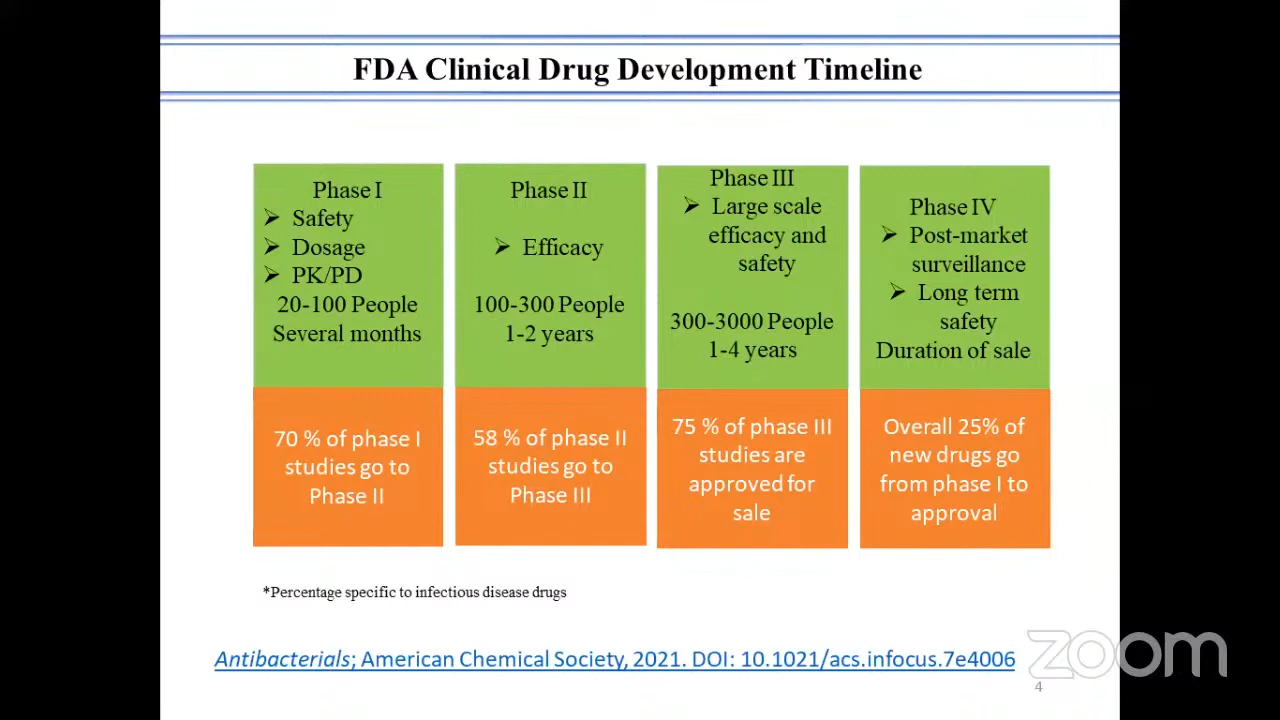 FDA Clinical Drug Development Timeline
Phase I
➢ Safety
➢ Dosage
➢ PK/PD
20-100 People
Several months
70 % of phase I
studies go to
Phase II
Phase II
➢ Efficacy
100-300 People
1-2 years
58 % of phase II
studies go to
Phase III
Phase III
➢ Large scale
efficacy and
safety
300-3000 People
1-4 years
75 % of phase III
studies are
approved for
sale
Phase IV
➢ Post-market
surveillance
➢ Long term
safety
Duration of sale
Overall 25% of
new drugs go
from phase I to
approval
*Percentage specific to infectious disease drugs
Antibacterials; American Chemical Society, 2021. DOI: 10.1021/acs.infocus.7e4006
zoom
4